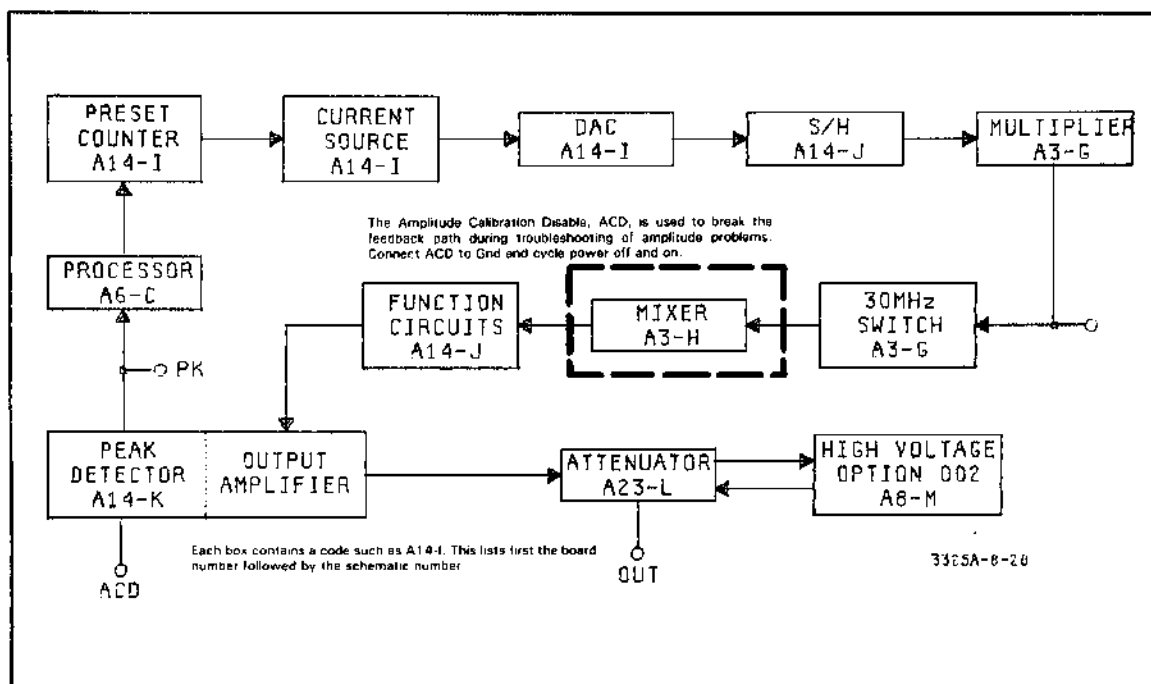 PRESET
COUNTER
A14-I
CURRENT
SOURCE
A14-I
DAC
A14-I
S/H
A14-J
MULTIPLIER
A3-G
The Amplitude Calibration Disable, ACD, is used to break the
feedback path during troubleshooting of amplitude problems.
Connect ACD to Gnd end cycle power off and on.
PROCESSOR
A6-C
FUNCTION
CIRCUITS
A14-J
MIXER
A3-H
30MHz
SWITCH
A3-G
PK
PEAK
DETECTOR
A14-K
OUTPUT
AMPLIFIER
ATTENUATOR
A23-L
HIGH VOLTAGE
OPTION 002
A8-M
Each box contains a code such as A14-I. This lists first the board
number followed by the schematic number
ACD
OUT
3325A-8-28